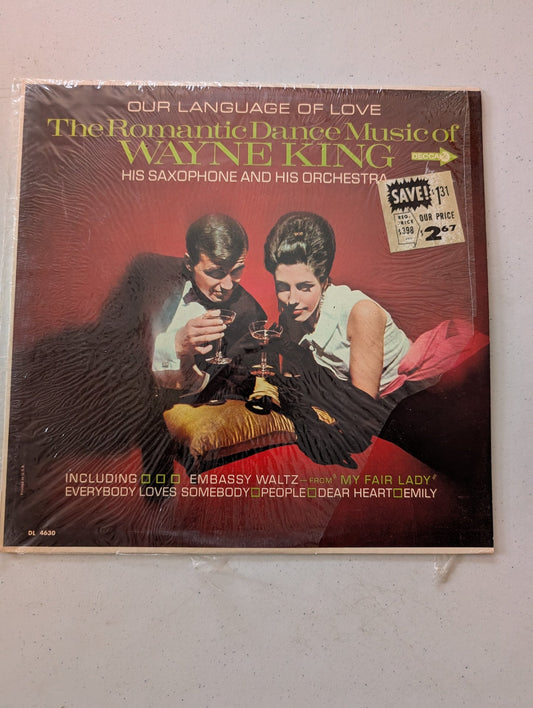 OUR LANGUAGE OF LOVE
The Romantic Dance Music of
WAYNE KING
DECCA
HIS SAXOPHONE AND HIS ORCHESTRA
SAVE! $1.31
REG. PRICE $3.98
OUR PRICE
$2.67
INCLUDING EMBASSY WALTZ—FROM "MY FAIR LADY"
EVERYBODY LOVES SOMEBODY PEOPLE DEAR HEART EMILY
DL 4630